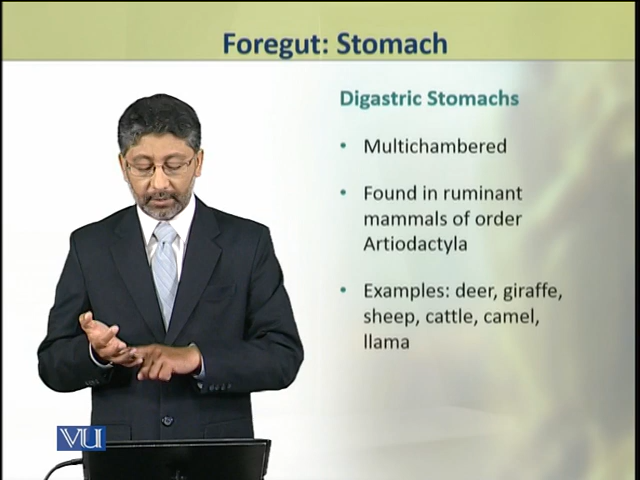 Foregut: Stomach
Digastric Stomachs
• Multichambered
• Found in ruminant
mammals of order
Artiodactyla
• Examples: deer, giraffe,
sheep, cattle, camel,
llama
VU